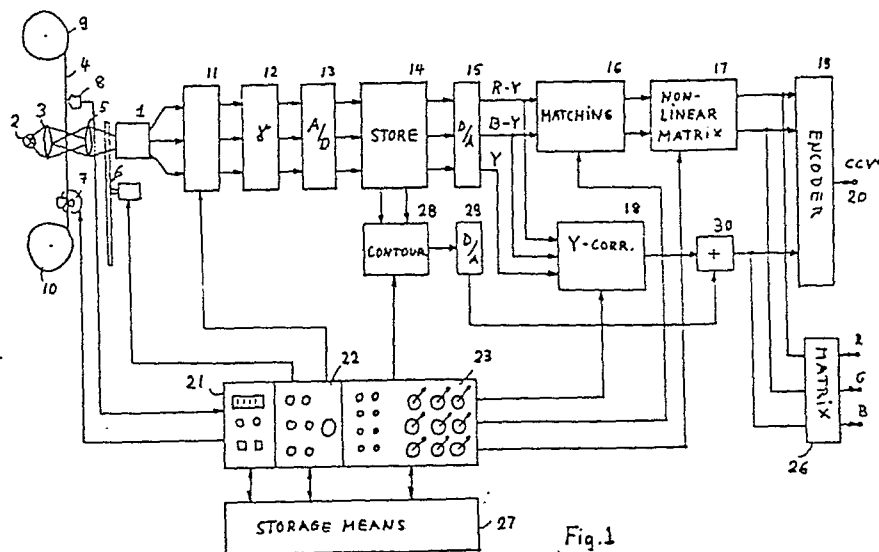 9
4
8
5
1
3
2
6
7
10
11
12
13
14
15
16
17
19
γ
A/D
STORE
D/A
R-Y
B-Y
Y
MATCHING
NON-
LINEAR
MATRIX
ENCODER
CCVS
20
28
29
18
30
CONTOUR
D/A
Y-CORR.
+
21
22
23
MATRIX
R
G
B
26
STORAGE MEANS
27
Fig.1